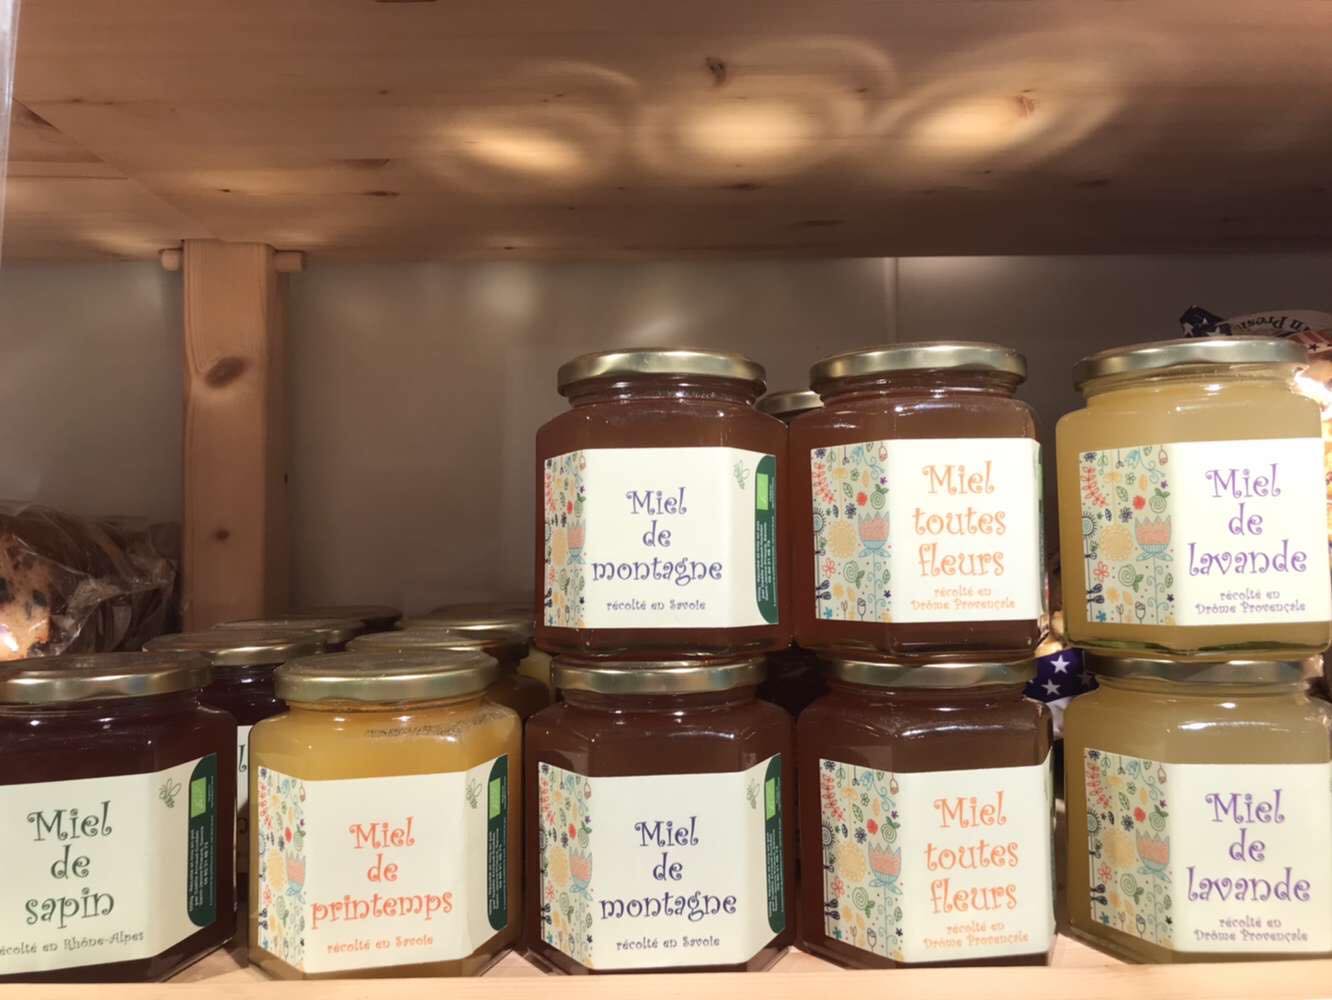 Miel
de
montagne
récolté en Savoie
Miel
toutes
fleurs
récolté en
Drôme Provençale
Miel
de
lavande
récolté en
Drôme Provençale
Miel
de
sapin
récolté en Rhône-Alpes
Miel
de
printemps
récolté en Savoie
Miel
de
montagne
récolté en Savoie
Miel
toutes
fleurs
récolté en
Drôme Provençale
Miel
de
lavande
récolté en
Drôme Provençale